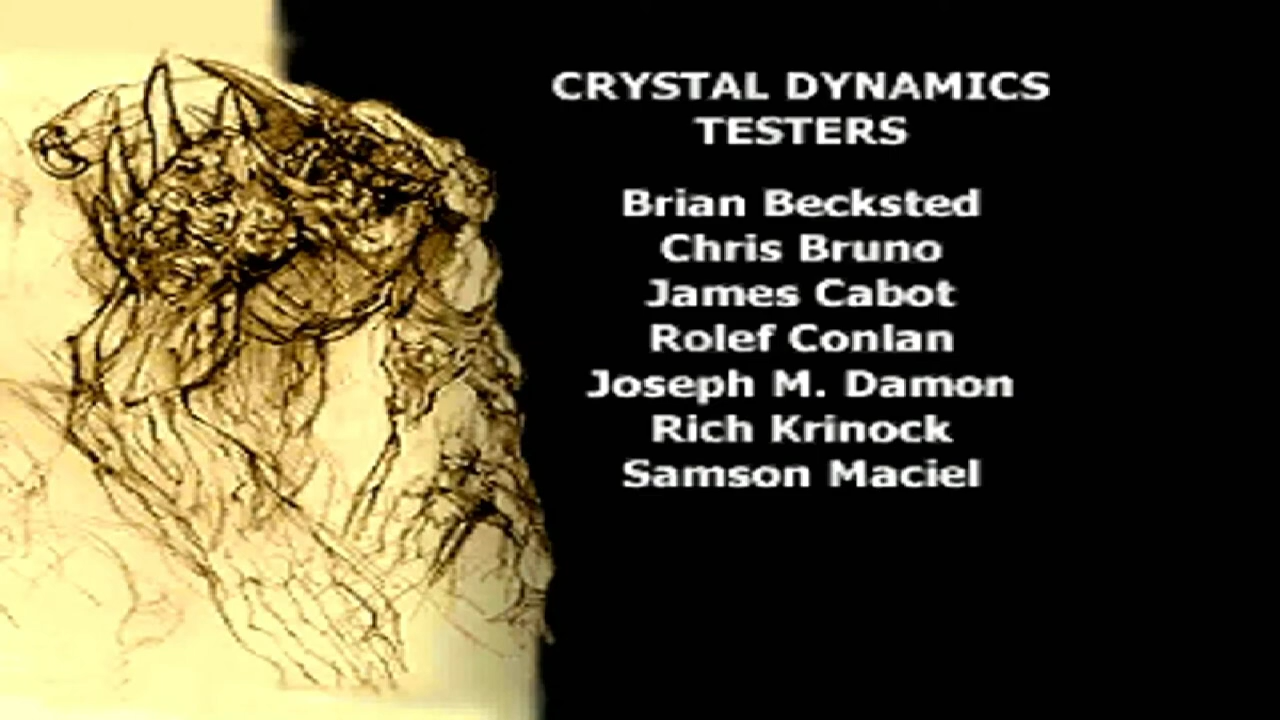 CRYSTAL DYNAMICS
TESTERS
Brian Becksted
Chris Bruno
James Cabot
Rolef Conlan
Joseph M. Damon
Rich Krinock
Samson Maciel